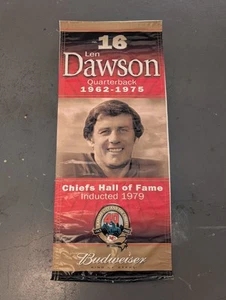 16
Len
Dawson
Quarterback
1962-1975
Chiefs Hall of Fame
Inducted 1979
Budweiser